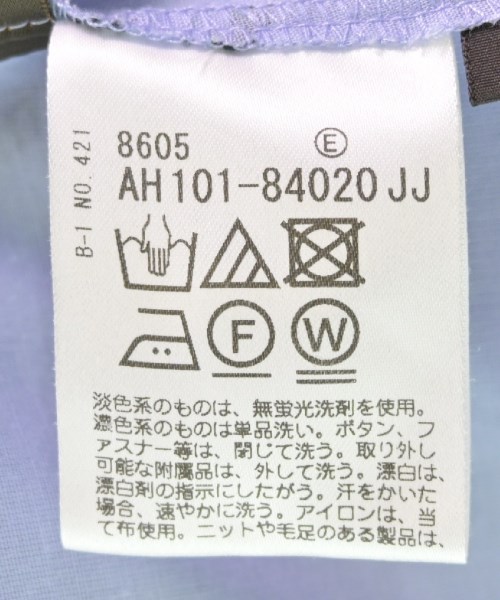 B-1 NO. 421
8605 Ⓔ
AH101-84020JJ
F W
淡色系のものは、無蛍光洗剤を使用。
濃色系のものは単品洗い。ボタン、フ
ァスナー等は、閉じて洗う。取り外し
可能な附属品は、外して洗う。漂白は、
漂白剤の指示にしたがう。汗をかいた
場合、速やかに洗う。アイロンは、当
て布使用。ニットや毛足のある製品は、